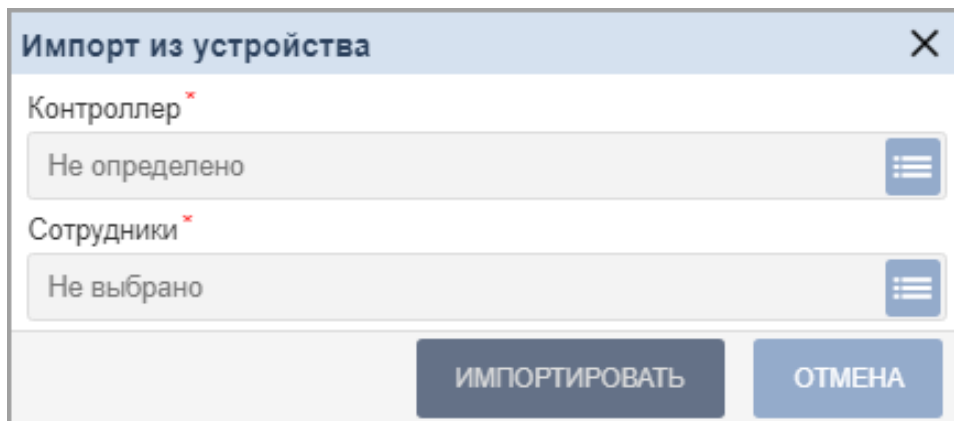 Импорт из устройства
Контроллер*
Не определено
Сотрудники*
Не выбрано
ИМПОРТИРОВАТЬ ОТМЕНА